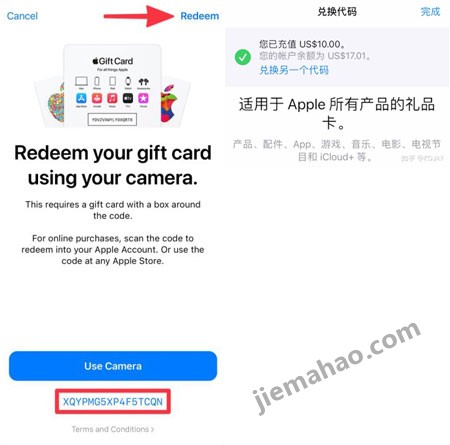 Cancel
Redeem
Gift Card
For all things Apple
Redeem your gift card
using your camera.
This requires a gift card with a box around
the code.
For online purchases, scan the code to
redeem into your Apple Account. Or use the
code at any Apple Store.
Use Camera
XQYPMG5XP4F5TCQN
Terms and Conditions >
兑换代码
完成
您已充值 US$10.00。
您的帐户余额为 US$17.01。
兑换另一个代码
适用于 Apple 所有产品的礼品
卡。
产品、配件、App、游戏、音乐、电影、电视节
目和 iCloud+ 等。
jiemahao.com